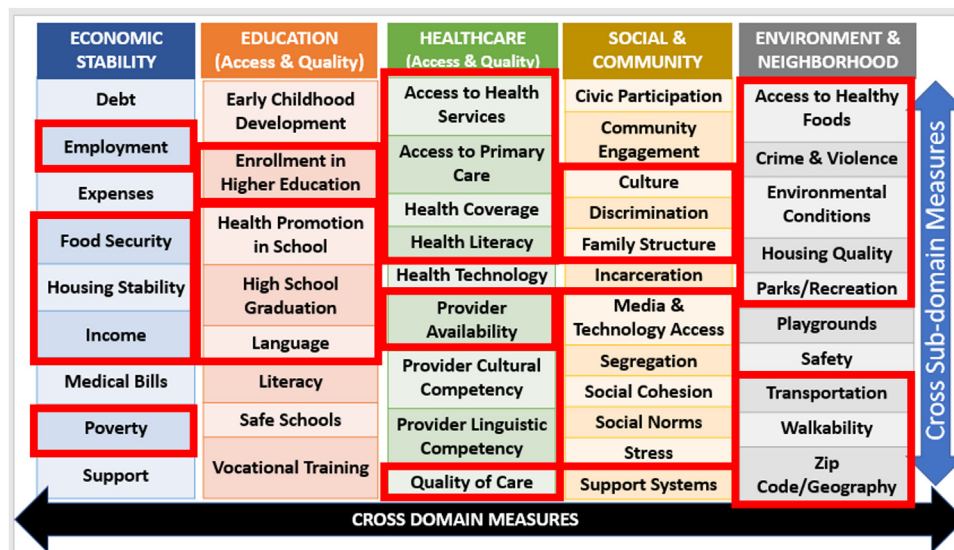 ECONOMIC
STABILITY
Debt
Employment
Expenses
Food Security
Housing Stability
Income
Medical Bills
Poverty
Support
EDUCATION
(Access & Quality)
Early Childhood
Development
Enrollment in
Higher Education
Health Promotion
in School
High School
Graduation
Language
Literacy
Safe Schools
Vocational Training
HEALTHCARE
(Access & Quality)
Access to Health
Services
Access to Primary
Care
Health Coverage
Health Literacy
Health Technology
Provider
Availability
Provider Cultural
Competency
Provider Linguistic
Competency
Quality of Care
SOCIAL &
COMMUNITY
Civic Participation
Community
Engagement
Culture
Discrimination
Family Structure
Incarceration
Media &
Technology Access
Segregation
Social Cohesion
Social Norms
Stress
Support Systems
ENVIRONMENT &
NEIGHBORHOOD
Access to Healthy
Foods
Crime & Violence
Environmental
Conditions
Housing Quality
Parks/Recreation
Playgrounds
Safety
Transportation
Walkability
Zip
Code/Geography
Cross Sub-domain Measures
CROSS DOMAIN MEASURES